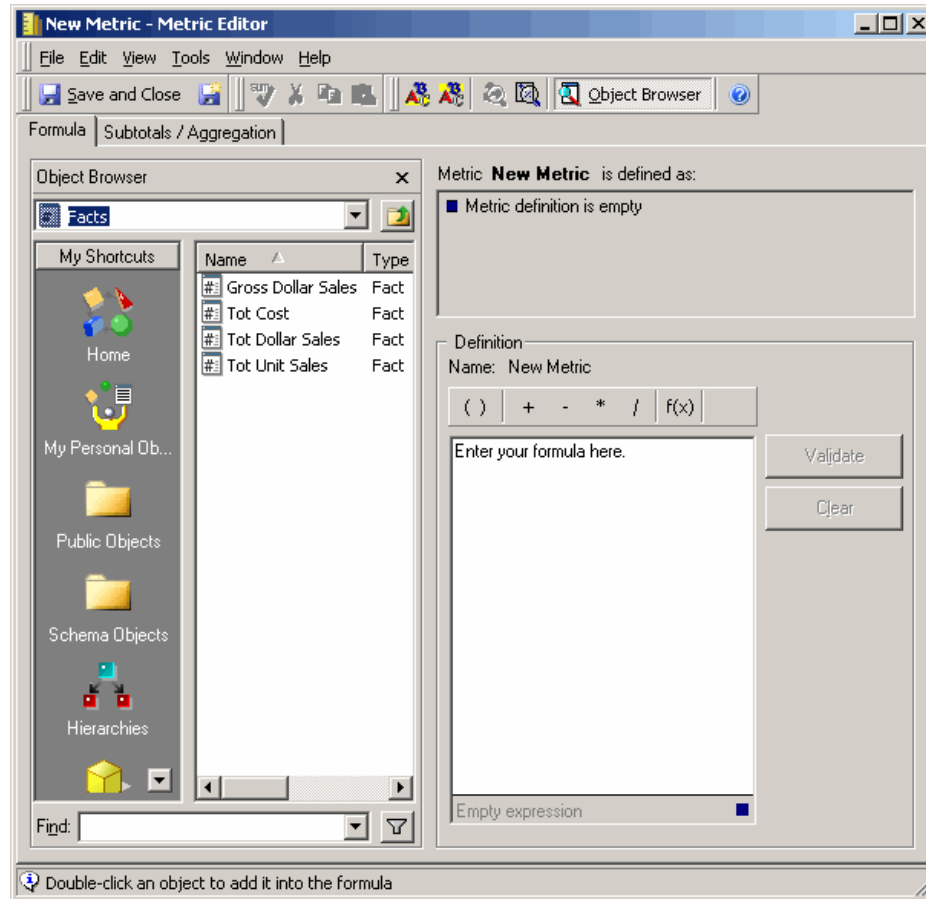 New Metric - Metric Editor
File Edit View Tools Window Help
Save and Close Object Browser
Formula Subtotals / Aggregation
Object Browser
Facts
My Shortcuts
Home
My Personal Ob...
Public Objects
Schema Objects
Hierarchies
Name Type
Gross Dollar Sales Fact
Tot Cost Fact
Tot Dollar Sales Fact
Tot Unit Sales Fact
Find:
Metric New Metric is defined as:
Metric definition is empty
Definition
Name: New Metric
( ) + - * / f(x)
Enter your formula here.
Validate
Clear
Empty expression
Double-click an object to add it into the formula